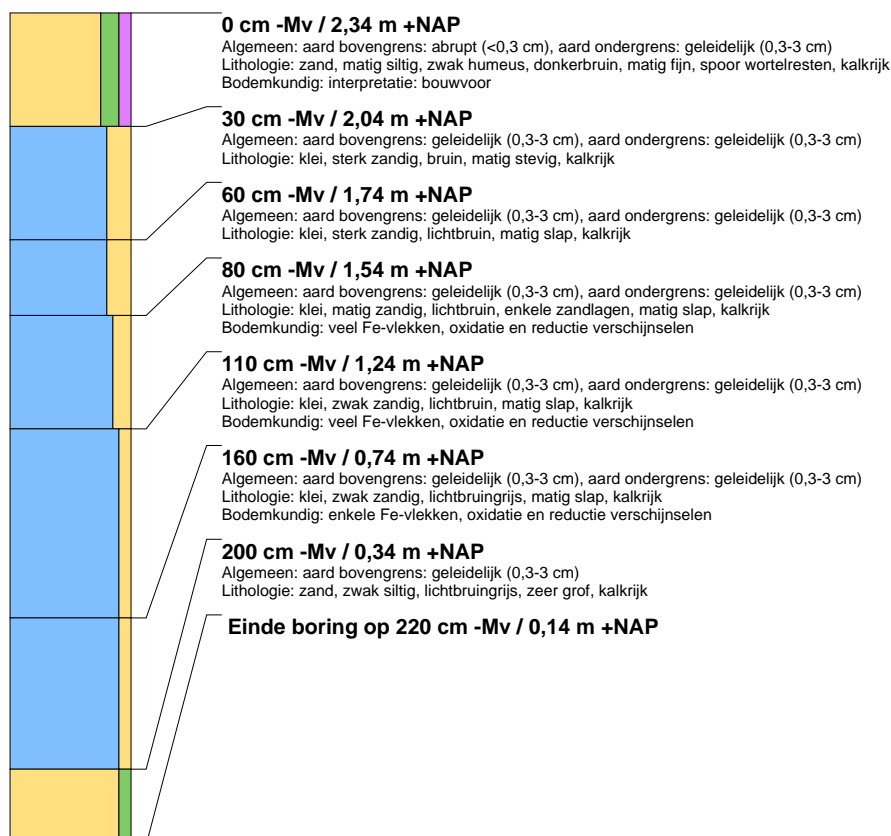 0 cm -Mv / 2,34 m +NAP
Algemeen: aard bovengrens: abrupt (<0,3 cm), aard ondergrens: geleidelijk (0,3-3 cm)
Lithologie: zand, matig siltig, zwak humeus, donkerbruin, matig fijn, spoor wortelresten, kalkrijk
Bodemkundig: interpretatie: bouwvoor
30 cm -Mv / 2,04 m +NAP
Algemeen: aard bovengrens: geleidelijk (0,3-3 cm), aard ondergrens: geleidelijk (0,3-3 cm)
Lithologie: klei, sterk zandig, bruin, matig stevig, kalkrijk
60 cm -Mv / 1,74 m +NAP
Algemeen: aard bovengrens: geleidelijk (0,3-3 cm), aard ondergrens: geleidelijk (0,3-3 cm)
Lithologie: klei, sterk zandig, lichtbruin, matig slap, kalkrijk
80 cm -Mv / 1,54 m +NAP
Algemeen: aard bovengrens: geleidelijk (0,3-3 cm), aard ondergrens: geleidelijk (0,3-3 cm)
Lithologie: klei, matig zandig, lichtbruin, enkele zandlagen, matig slap, kalkrijk
Bodemkundig: veel Fe-vlekken, oxidatie en reductie verschijnselen
110 cm -Mv / 1,24 m +NAP
Algemeen: aard bovengrens: geleidelijk (0,3-3 cm), aard ondergrens: geleidelijk (0,3-3 cm)
Lithologie: klei, zwak zandig, lichtbruin, matig slap, kalkrijk
Bodemkundig: veel Fe-vlekken, oxidatie en reductie verschijnselen
160 cm -Mv / 0,74 m +NAP
Algemeen: aard bovengrens: geleidelijk (0,3-3 cm), aard ondergrens: geleidelijk (0,3-3 cm)
Lithologie: klei, zwak zandig, lichtbruingrijs, matig slap, kalkrijk
Bodemkundig: enkele Fe-vlekken, oxidatie en reductie verschijnselen
200 cm -Mv / 0,34 m +NAP
Algemeen: aard bovengrens: geleidelijk (0,3-3 cm)
Lithologie: zand, zwak siltig, lichtbruingrijs, zeer grof, kalkrijk
Einde boring op 220 cm -Mv / 0,14 m +NAP